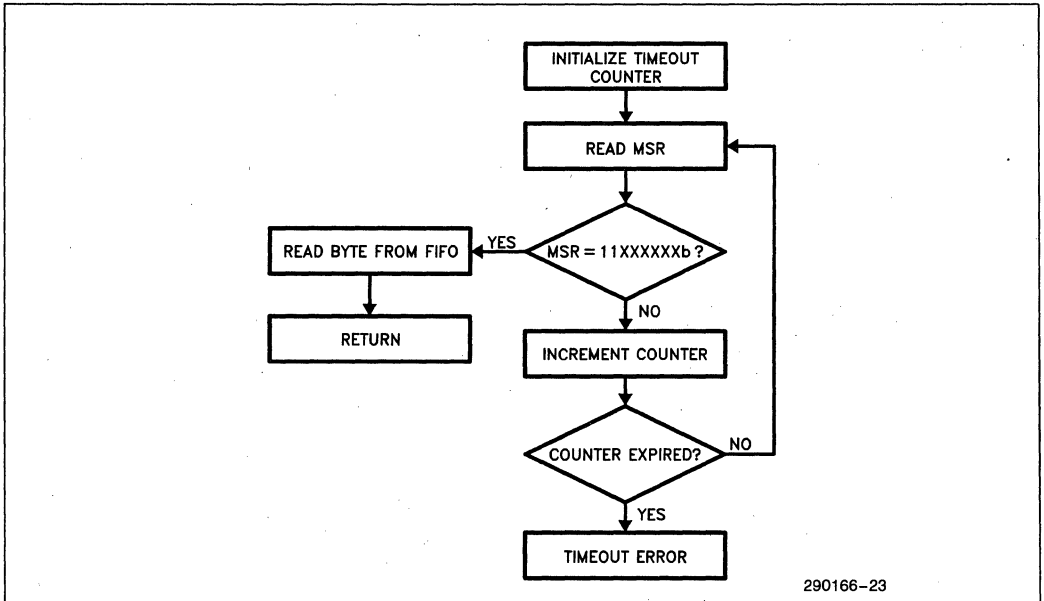 INITIALIZE TIMEOUT
COUNTER
READ MSR
MSR = 11XXXXXXb ?
YES
READ BYTE FROM FIFO
RETURN
NO
INCREMENT COUNTER
COUNTER EXPIRED?
NO
YES
TIMEOUT ERROR
290166-23